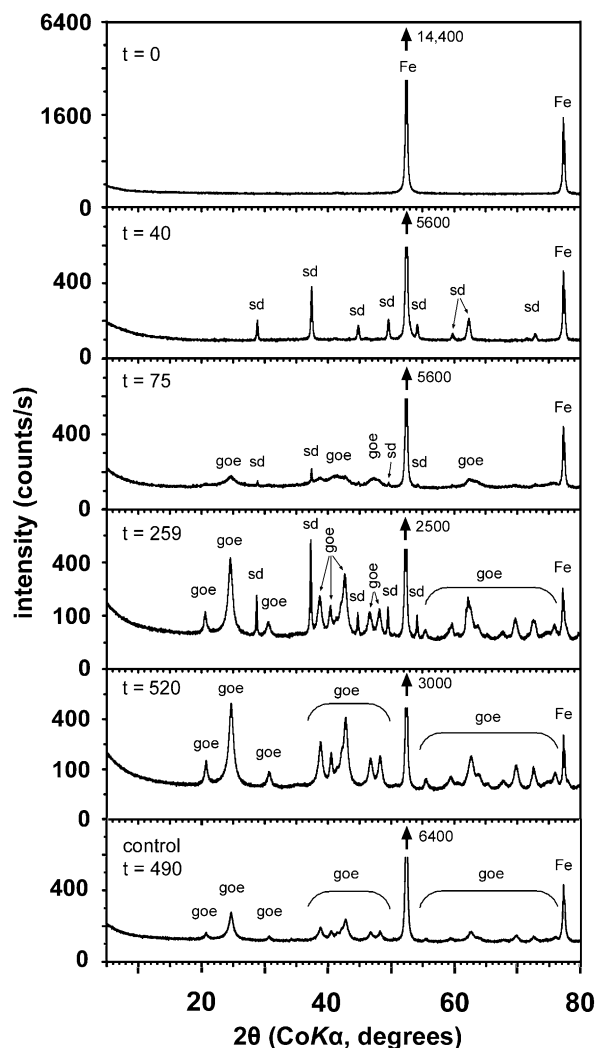 6400
t = 0
14,400
Fe
Fe
1600
0
t = 40
5600
Fe
sd
sd
400
sd
sd
sd
sd
0
t = 75
5600
Fe
400
goe
sd
sd
goe
goe
sd
sd
goe
0
t = 259
2500
sd
goe
goe
400
goe
Fe
sd
goe
goe
goe
sd
sd
sd
100
0
t = 520
3000
goe
goe
goe
Fe
400
goe
goe
100
0
control
t = 490
6400
goe
goe
goe
Fe
400
goe
goe
0
intensity (counts/s)
20 40 60 80
2θ (CoKα, degrees)